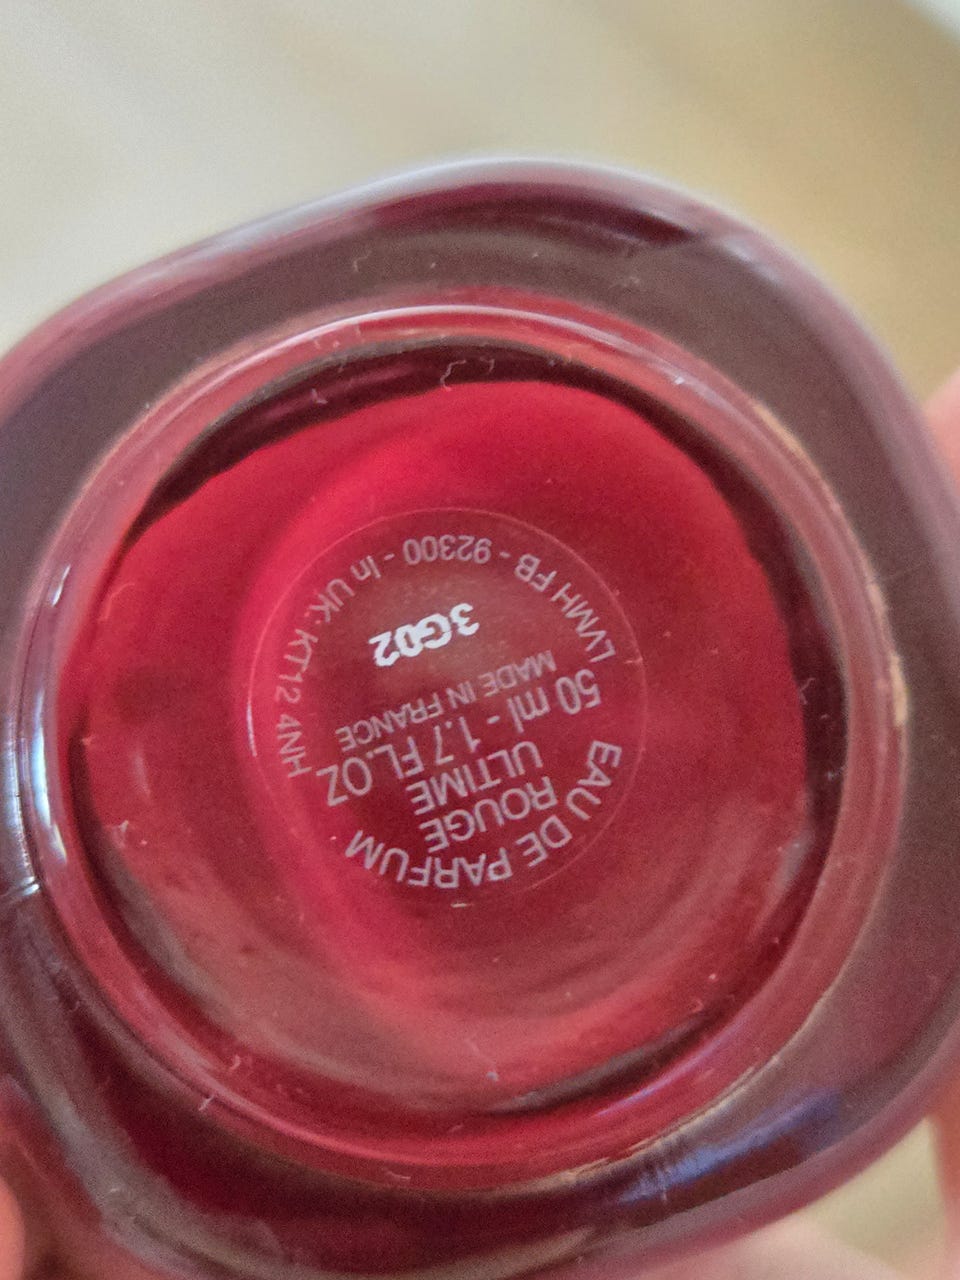 EAU DE PARFUM
ROUGE
ULTIME
50 ml - 1.7 FL.OZ
MADE IN FRANCE
3G02
LVMH FB - 92300 - In UK: KT12 4NH